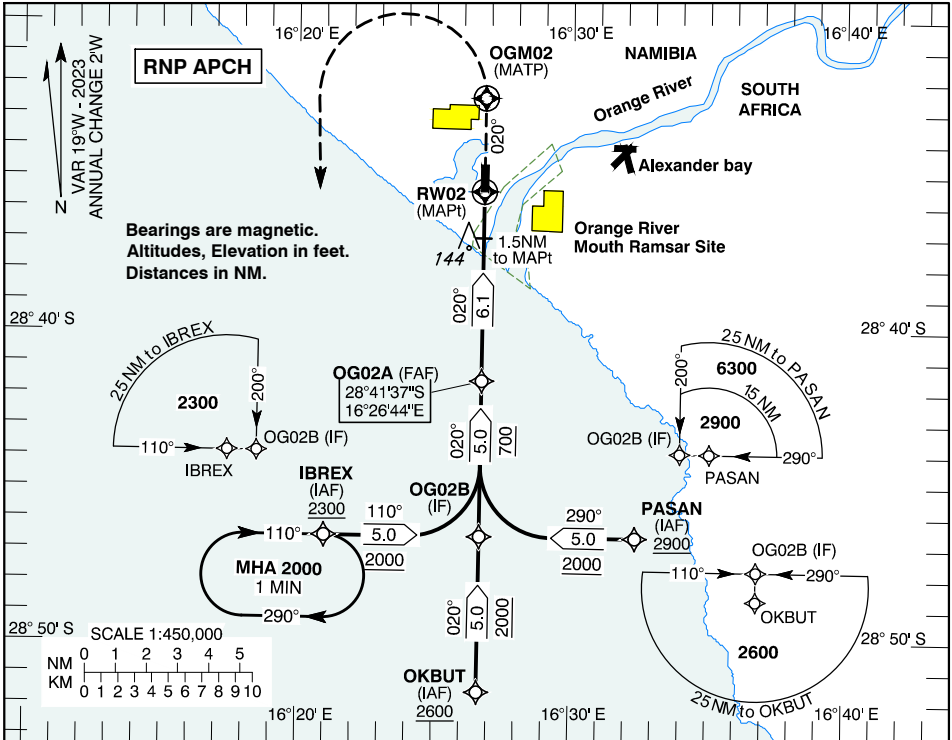 16°20' E
16°30' E
16°40' E
RNP APCH
OGM02
(MATP)
NAMIBIA
Orange River
SOUTH
AFRICA
VAR 19°W - 2023
ANNUAL CHANGE 2'W
N
020°
Alexander bay
RW02
(MAPt)
Bearings are magnetic.
Altitudes, Elevation in feet.
Distances in NM.
144
1.5NM
to MAPt
Orange River
Mouth Ramsar Site
020°
6.1
28°40' S
28°40' S
25 NM to IBREX
200°
2300
110°
OG02B (IF)
IBREX
OG02A (FAF)
28°41'37"S
16°26'44"E
25 NM to PASAN
6300
200°
15 NM
2900
OG02B (IF)
290°
PASAN
020°
5.0
700
IBREX
(IAF)
2300
OG02B
(IF)
110°
5.0
2000
290°
5.0
2000
PASAN
(IAF)
2900
110°
MHA 2000
1 MIN
290°
OG02B (IF)
110°
290°
OKBUT
2600
25 NM to OKBUT
020°
5.0
2000
28°50' S
28°50' S
SCALE 1:450,000
NM
0 1 2 3 4 5
KM
0 1 2 3 4 5 6 7 8 9 10
OKBUT
(IAF)
2600
16°20' E
16°30' E
16°40' E